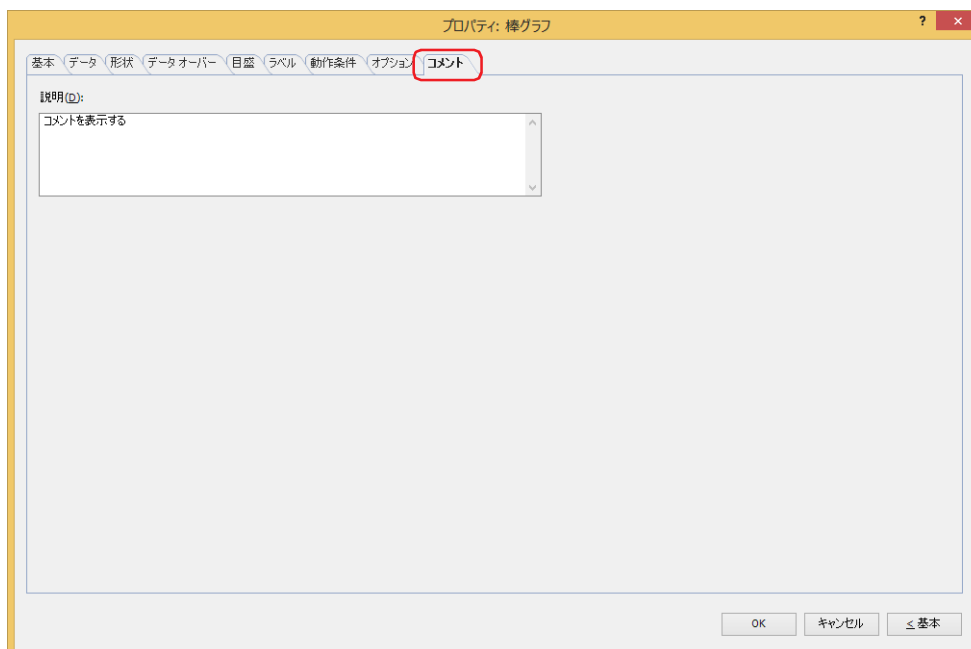 プロパティ: 棒グラフ
? ×
基本 データ 形状 データ オーバー 目盛 ラベル 動作条件 オプション コメント
説明(D):
コメントを表示する
OK キャンセル < 基本